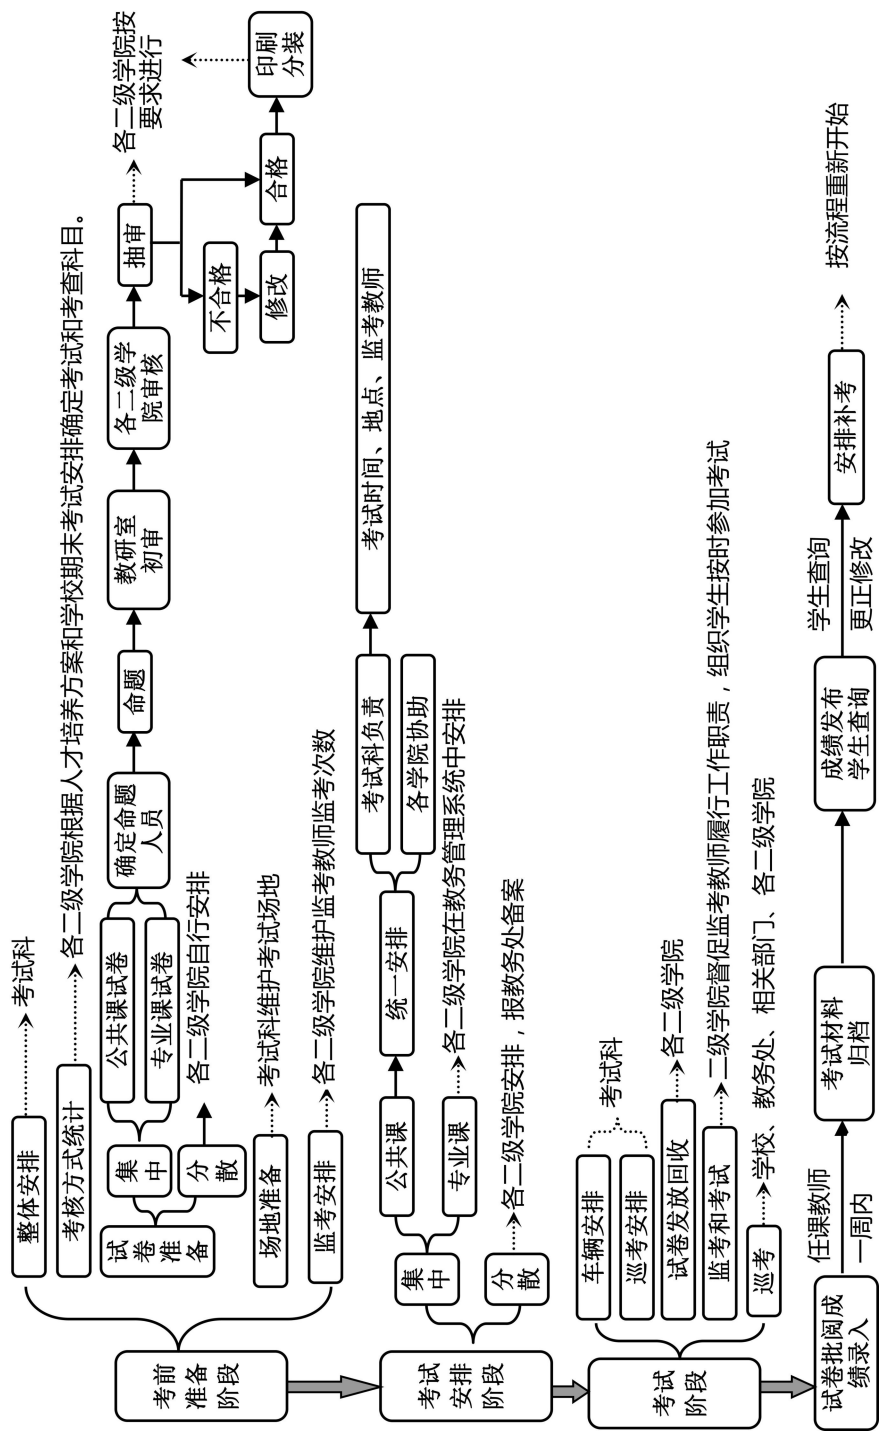 考前
准备
阶段
整体安排
考试科
考核方式统计
各二级学院根据人才培养方案和学校期末考试安排确定考试和考查科目。
试
卷
准
备
集
中
公共课试卷
专业课试卷
确定命题
人员
命题
教研室
初审
各二级学
院审核
抽审
各二级学院按
要求进行
不合格
修改
合格
印刷
分装
分
散
各二级学院自行安排
场地准备
考试科维护考试场地
监考安排
各二级学院维护监考教师监考次数
考试
安排
阶段
集
中
公共课
统一安排
考试科负责
考试时间、地点、监考教师
各学院协助
专业课
各二级学院在教务管理系统中安排
分
散
各二级学院安排，报教务处备案
考试
阶段
车辆安排
巡考安排
考试科
试卷发放回收
各二级学院
监考和考试
二级学院督促监考教师履行工作职责，组织学生按时参加考试
巡考
学校、教务处、相关部门、各二级学院
试卷批阅成
绩录入
任课教师
一周内
考试材料
归档
成绩发布
学生查询
学生查询
更正修改
安排补考
按流程重新开始